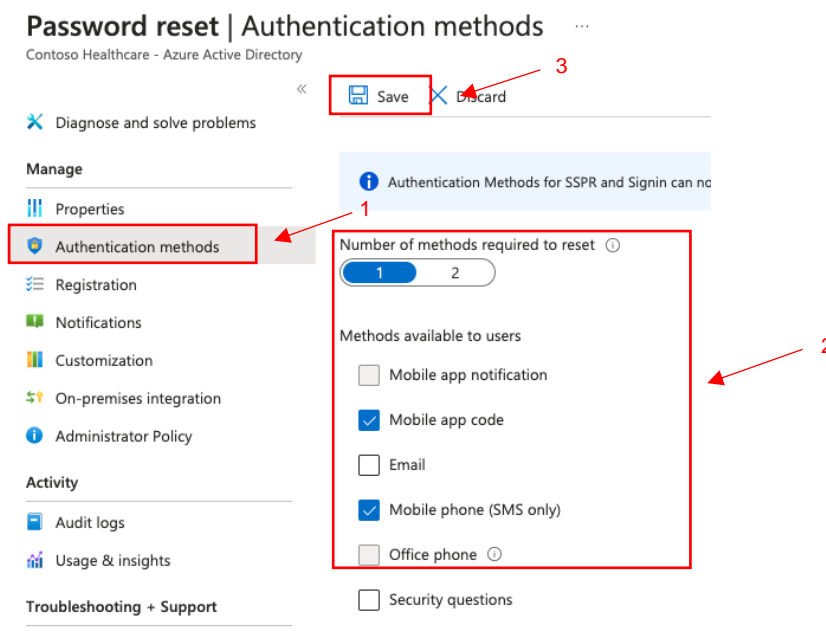 Password reset | Authentication methods ...
Contoso Healthcare - Azure Active Directory
«
Save
Discard
3
Diagnose and solve problems
Manage
Authentication Methods for SSPR and Signin can no
Properties
1
Authentication methods
Number of methods required to reset
1 2
Registration
Notifications
Methods available to users
2
Customization
Mobile app notification
On-premises integration
Mobile app code
Administrator Policy
Email
Activity
Mobile phone (SMS only)
Audit logs
Office phone
Usage & insights
Security questions
Troubleshooting + Support